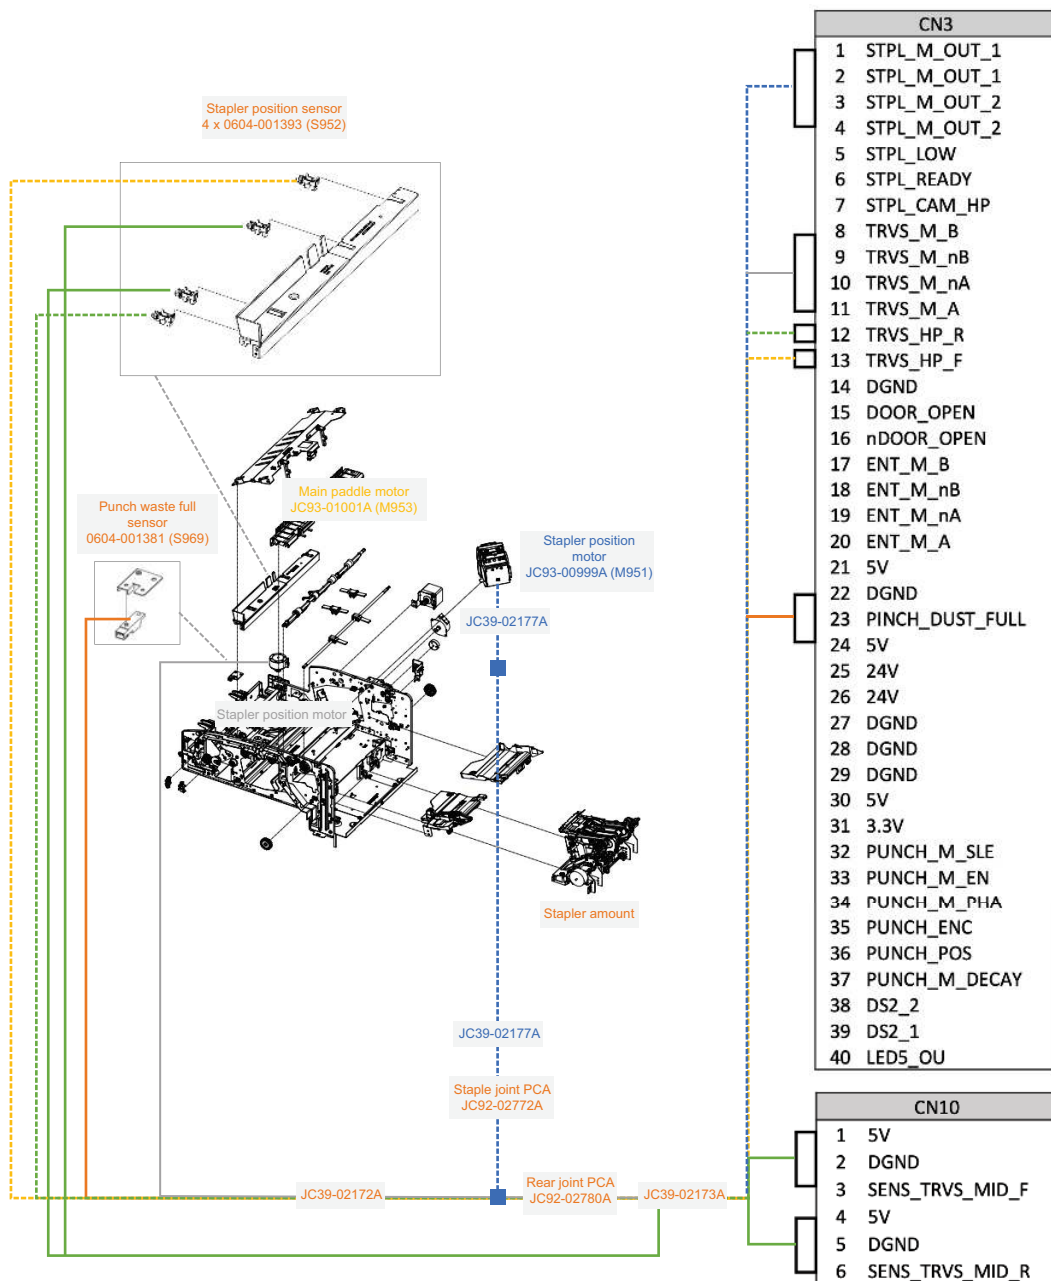 Stapler position sensor
4 x 0604-001393 (S952)
Main paddle motor
JC93-01001A (M953)
Punch waste full
sensor
0604-001381 (S969)
Stapler position
motor
JC93-00999A (M951)
JC39-02177A
Stapler position motor
Stapler amount
JC39-02177A
Staple joint PCA
JC92-02772A
JC39-02172A
Rear joint PCA
JC92-02780A
JC39-02173A
CN3
1 STPL_M_OUT_1
2 STPL_M_OUT_1
3 STPL_M_OUT_2
4 STPL_M_OUT_2
5 STPL_LOW
6 STPL_READY
7 STPL_CAM_HP
8 TRVS_M_B
9 TRVS_M_nB
10 TRVS_M_nA
11 TRVS_M_A
12 TRVS_HP_R
13 TRVS_HP_F
14 DGND
15 DOOR_OPEN
16 nDOOR_OPEN
17 ENT_M_B
18 ENT_M_nB
19 ENT_M_nA
20 ENT_M_A
21 5V
22 DGND
23 PINCH_DUST_FULL
24 5V
25 24V
26 24V
27 DGND
28 DGND
29 DGND
30 5V
31 3.3V
32 PUNCH_M_SLE
33 PUNCH_M_EN
34 PUNCH_M_PHA
35 PUNCH_ENC
36 PUNCH_POS
37 PUNCH_M_DECAY
38 DS2_2
39 DS2_1
40 LED5_OU
CN10
1 5V
2 DGND
3 SENS_TRVS_MID_F
4 5V
5 DGND
6 SENS_TRVS_MID_R